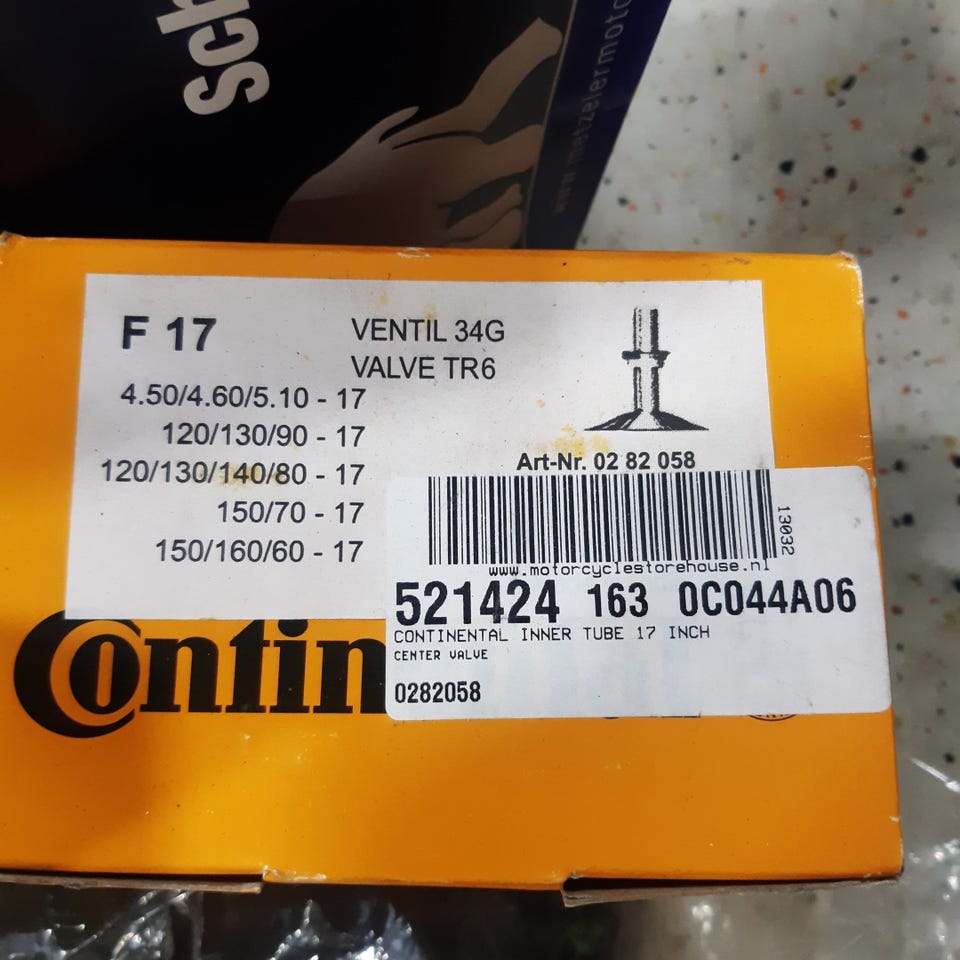 sch
www.metzelermoto
F 17
VENTIL 34G
VALVE TR6
4.50/4.60/5.10 - 17
120/130/90 - 17
120/130/140/80 - 17
150/70 - 17
150/160/60 - 17
Art-Nr. 02 82 058
13032
www.motorcyclestorehouse.nl
521424 163 0C044A06
CONTINENTAL INNER TUBE 17 INCH
CENTER VALVE
0282058
Contin